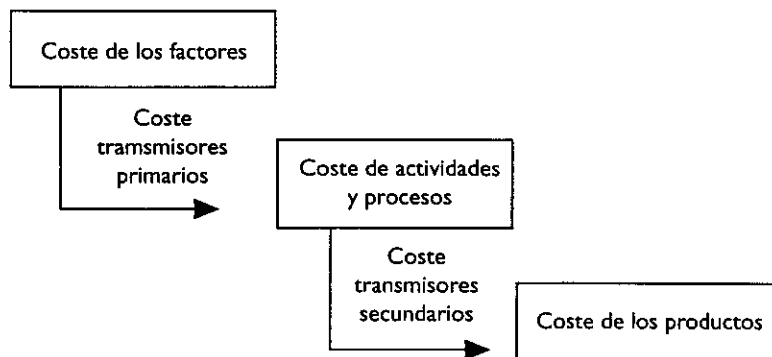 Coste de los factores
Coste
tramsmisores
primarios
Coste de actividades
y procesos
Coste
transmisores
secundarios
Coste de los productos